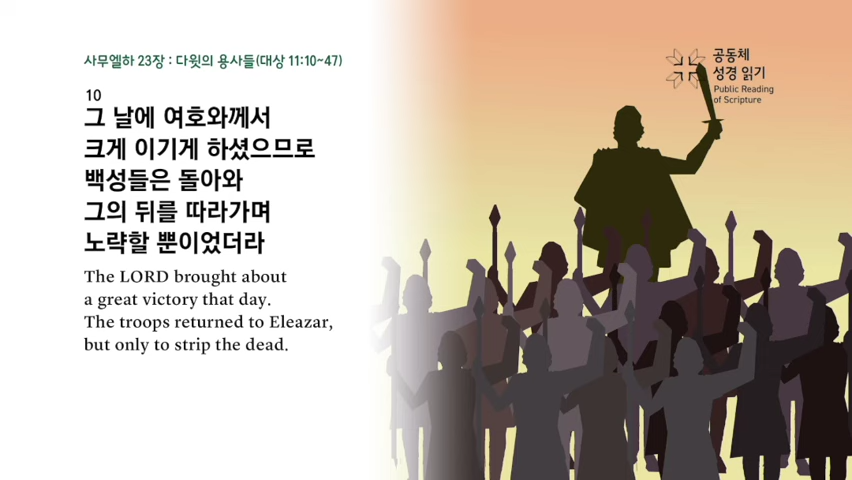 사무엘하 23장 : 다윗의 용사들(대상 11:10~47)
10
그 날에 여호와께서
크게 이기게 하셨으므로
백성들은 돌아와
그의 뒤를 따라가며
노략할 뿐이었더라
The LORD brought about
a great victory that day.
The troops returned to Eleazar,
but only to strip the dead.
공동체
성경 읽기
Public Reading
of Scripture